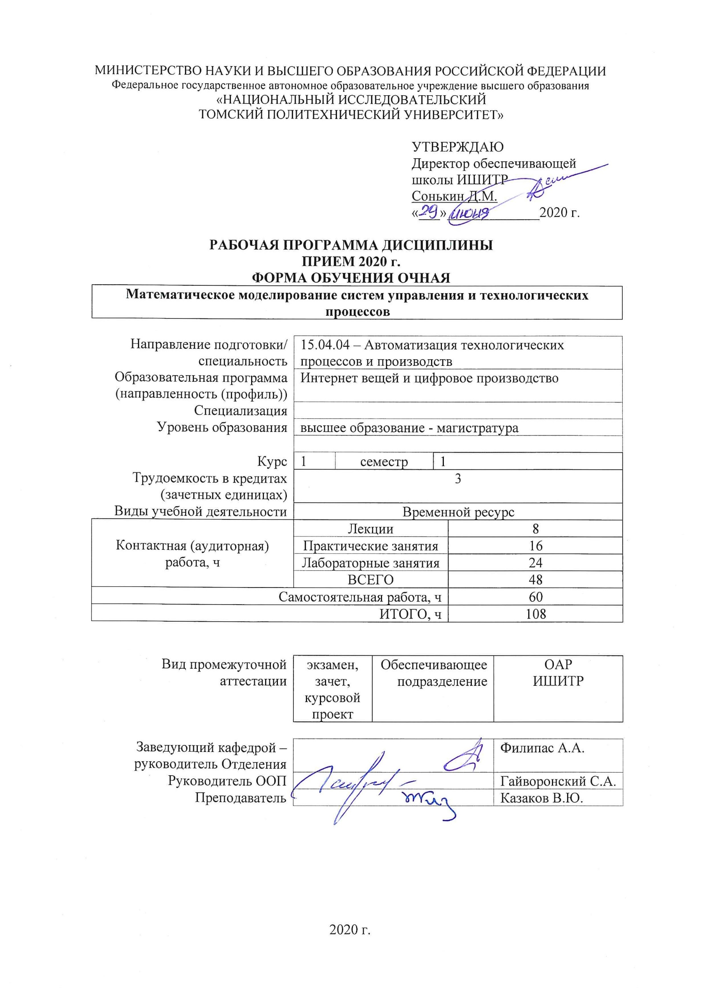 МИНИСТЕРСТВО НАУКИ И ВЫСШЕГО ОБРАЗОВАНИЯ РОССИЙСКОЙ ФЕДЕРАЦИИ
Федеральное государственное автономное образовательное учреждение высшего образования
«НАЦИОНАЛЬНЫЙ ИССЛЕДОВАТЕЛЬСКИЙ
ТОМСКИЙ ПОЛИТЕХНИЧЕСКИЙ УНИВЕРСИТЕТ»
УТВЕРЖДАЮ
Директор обеспечивающей
школы ИШИТР
Сонькин Д.М.
«29» июня 2020 г.
РАБОЧАЯ ПРОГРАММА ДИСЦИПЛИНЫ
ПРИЕМ 2020 г.
ФОРМА ОБУЧЕНИЯ ОЧНАЯ
Математическое моделирование систем управления и технологических
процессов
Направление подготовки/ 15.04.04 – Автоматизация технологических
специальность процессов и производств
Образовательная программа Интернет вещей и цифровое производство
(направленность (профиль))
Специализация
Уровень образования высшее образование - магистратура
Курс 1 семестр 1
Трудоемкость в кредитах 3
(зачетных единицах)
Виды учебной деятельности Временной ресурс
Лекции 8
Контактная (аудиторная) Практические занятия 16
работа, ч Лабораторные занятия 24
ВСЕГО 48
Самостоятельная работа, ч 60
ИТОГО, ч 108
Вид промежуточной экзамен, Обеспечивающее ОАР
аттестации зачет, подразделение ИШИТР
курсовой
проект
Заведующий кафедрой – Филипас А.А.
руководитель Отделения
Руководитель ООП Гайворонский С.А.
Преподаватель Казаков В.Ю.
2020 г.